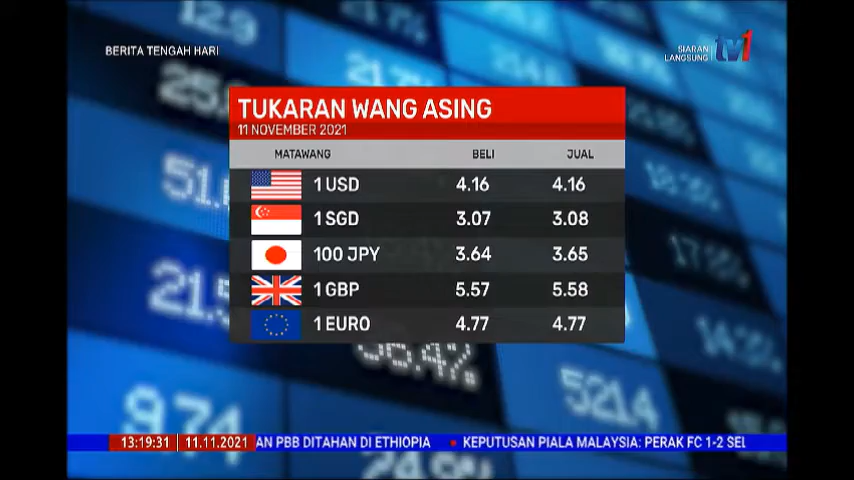 BERITA TENGAH HARI
SIARAN
LANGSUNG
tv1
TUKARAN WANG ASING
11 NOVEMBER 2021
MATAWANG BELI JUAL
1 USD 4.16 4.16
1 SGD 3.07 3.08
100 JPY 3.64 3.65
1 GBP 5.57 5.58
1 EURO 4.77 4.77
13:19:31 11.11.2021 AN PBB DITAHAN DI ETHIOPIA • KEPUTUSAN PIALA MALAYSIA: PERAK FC 1-2 SEL